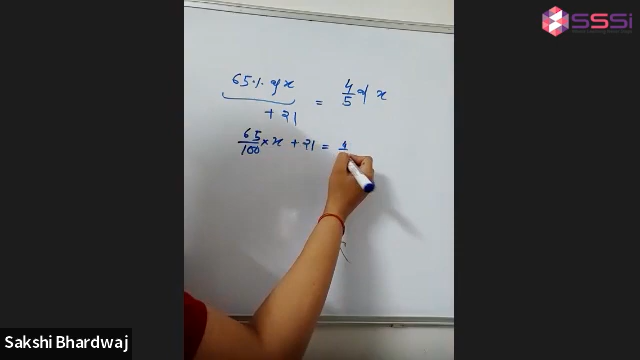 SSSi
65% of x = 4/5 of x
+ 21
65/100 × x + 21 = 4
Sakshi Bhardwaj